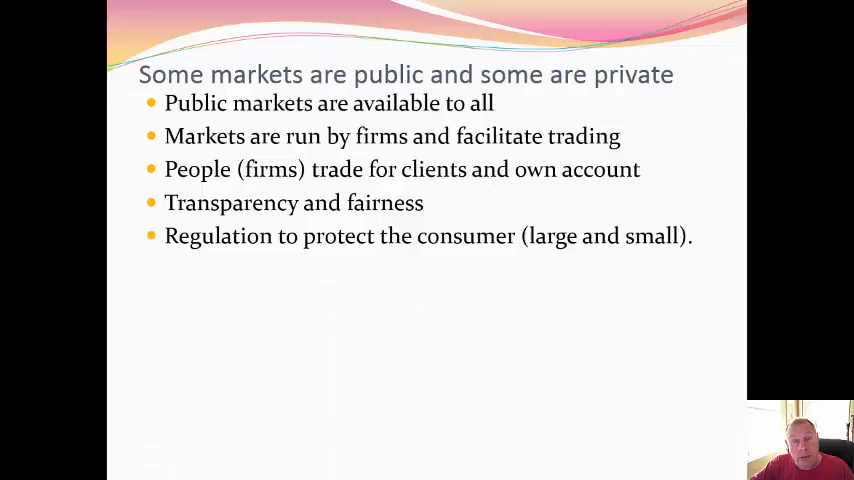 Some markets are public and some are private
Public markets are available to all
Markets are run by firms and facilitate trading
People (firms) trade for clients and own account
Transparency and fairness
Regulation to protect the consumer (large and small).